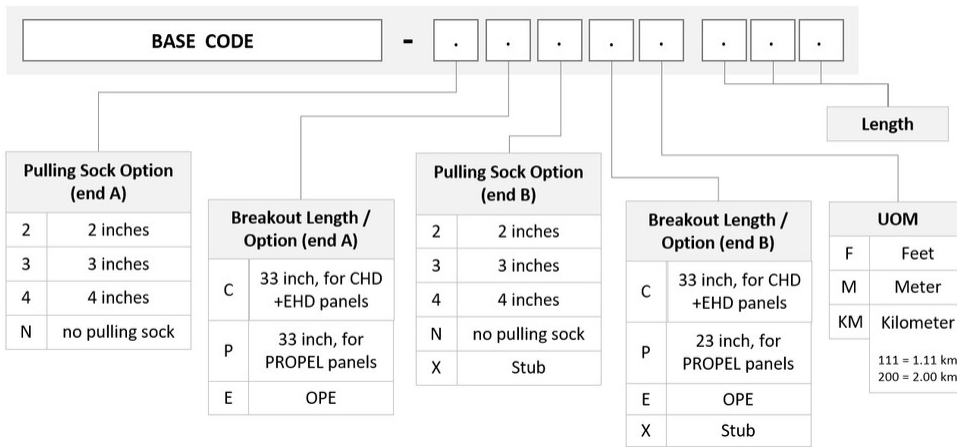 BASE CODE - . . . . . . . .
Length
Pulling Sock Option
(end A)
2 2 inches
3 3 inches
4 4 inches
N no pulling sock
Breakout Length /
Option (end A)
C 33 inch, for CHD
+EHD panels
P 33 inch, for
PROPEL panels
E OPE
Pulling Sock Option
(end B)
2 2 inches
3 3 inches
4 4 inches
N no pulling sock
X Stub
Breakout Length /
Option (end B)
C 33 inch, for CHD
+EHD panels
P 23 inch, for
PROPEL panels
E OPE
X Stub
UOM
F Feet
M Meter
KM Kilometer
111 = 1.11 km
200 = 2.00 km